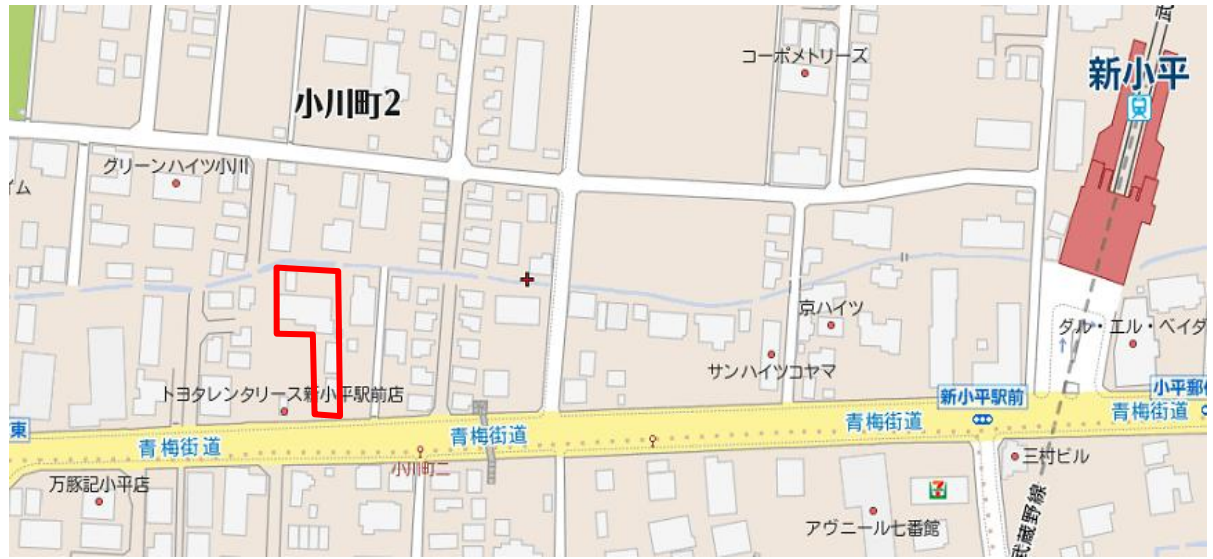 コーポメトリーズ
新小平
小川町2
グリーンハイツ小川
イム
京ハイツ
ダル・エル・ベイダ
サンハイツコヤマ
トヨタレンタリース新小平駅前店
新小平駅前
小平郵便
東
青梅街道
青梅街道
青梅街道
青梅街道
小川町二
三村ビル
万豚記小平店
アヴニール七番館
武蔵野線
武